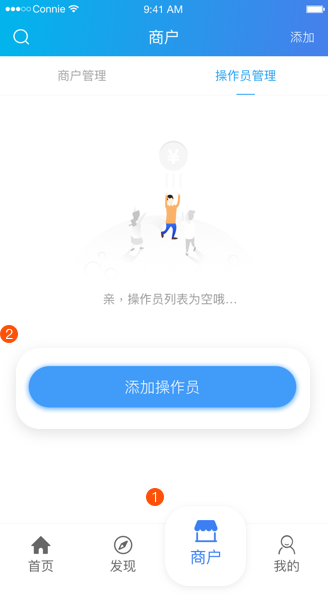 Connie 9:41 AM
商户 添加
商户管理 操作员管理
¥
亲，操作员列表为空哦...
2
添加操作员
1
首页 发现 商户 我的